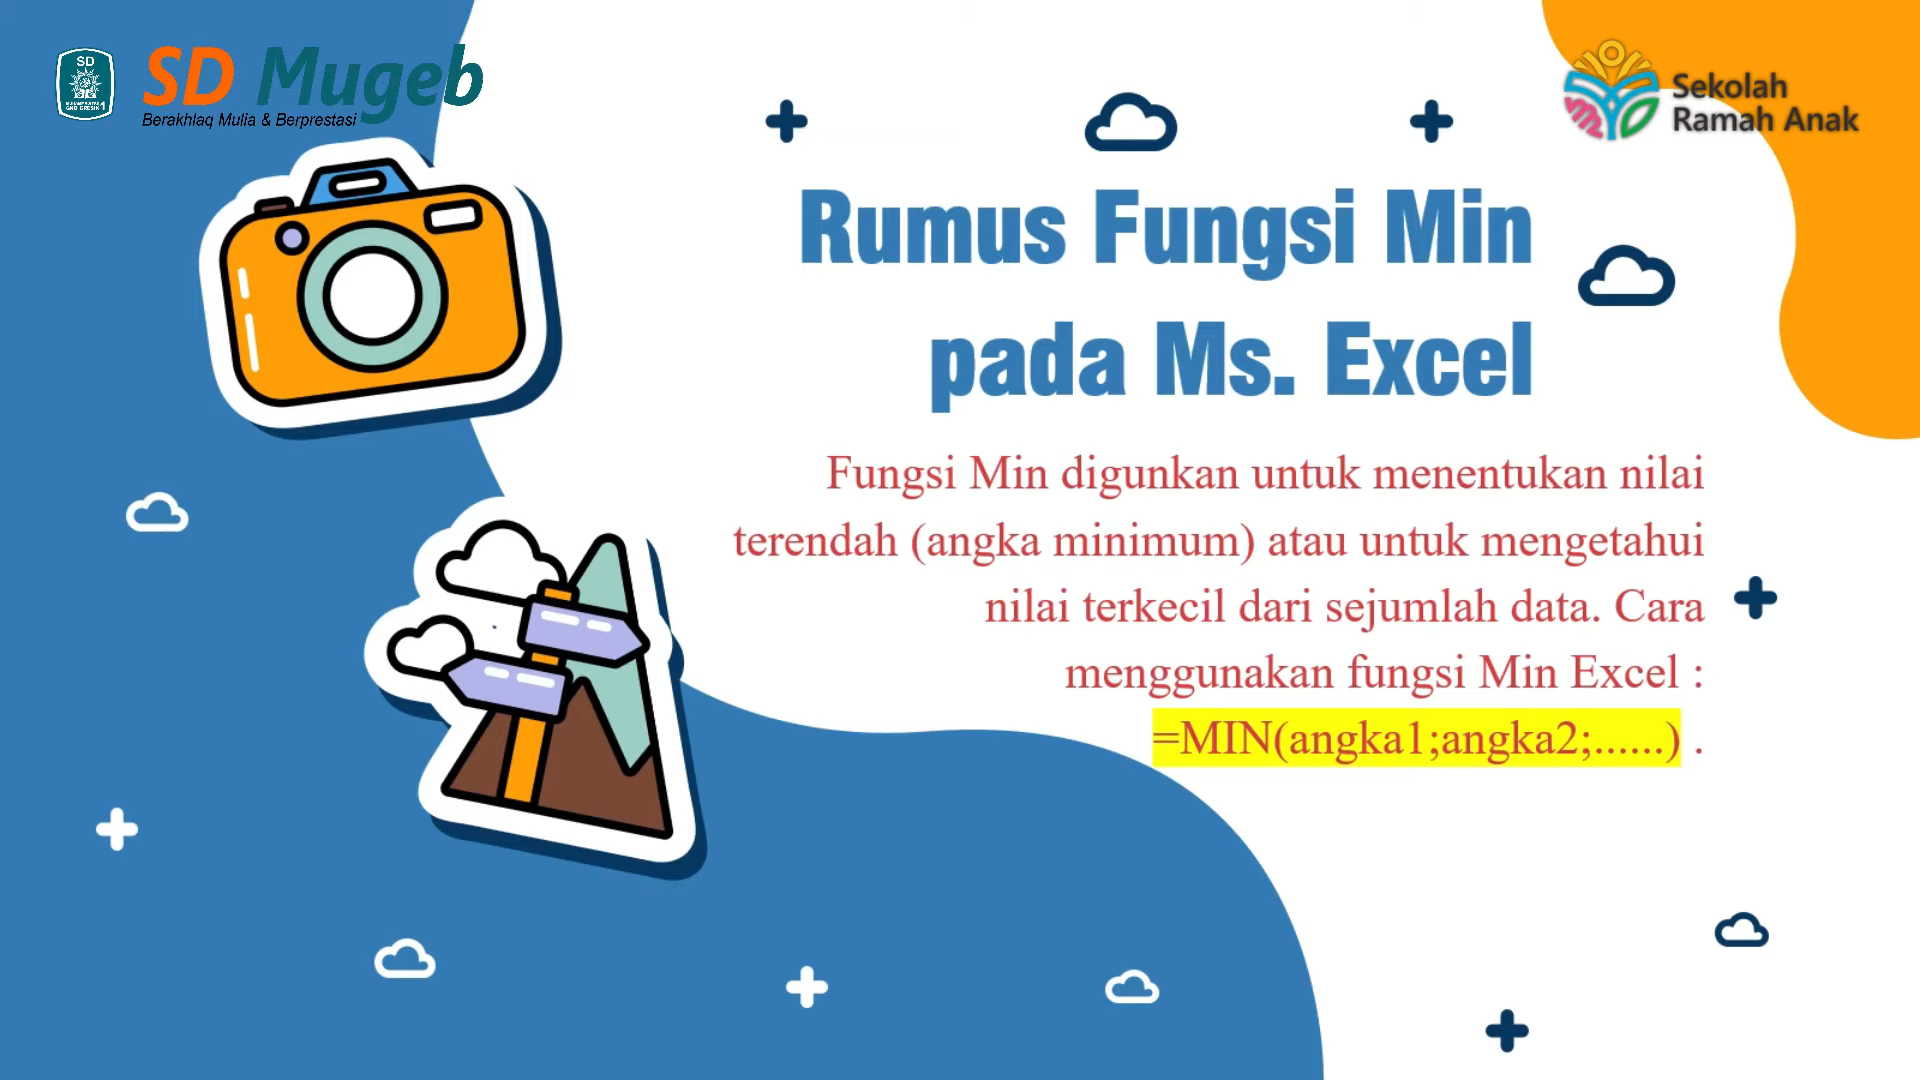 SD
SD Mugeb
Berakhlaq Mulia & Berprestasi
Sekolah
Ramah Anak
Rumus Fungsi Min
pada Ms. Excel
Fungsi Min digunkan untuk menentukan nilai
terendah (angka minimum) atau untuk mengetahui
nilai terkecil dari sejumlah data. Cara
menggunakan fungsi Min Excel :
=MIN(angka1;angka2;......) .